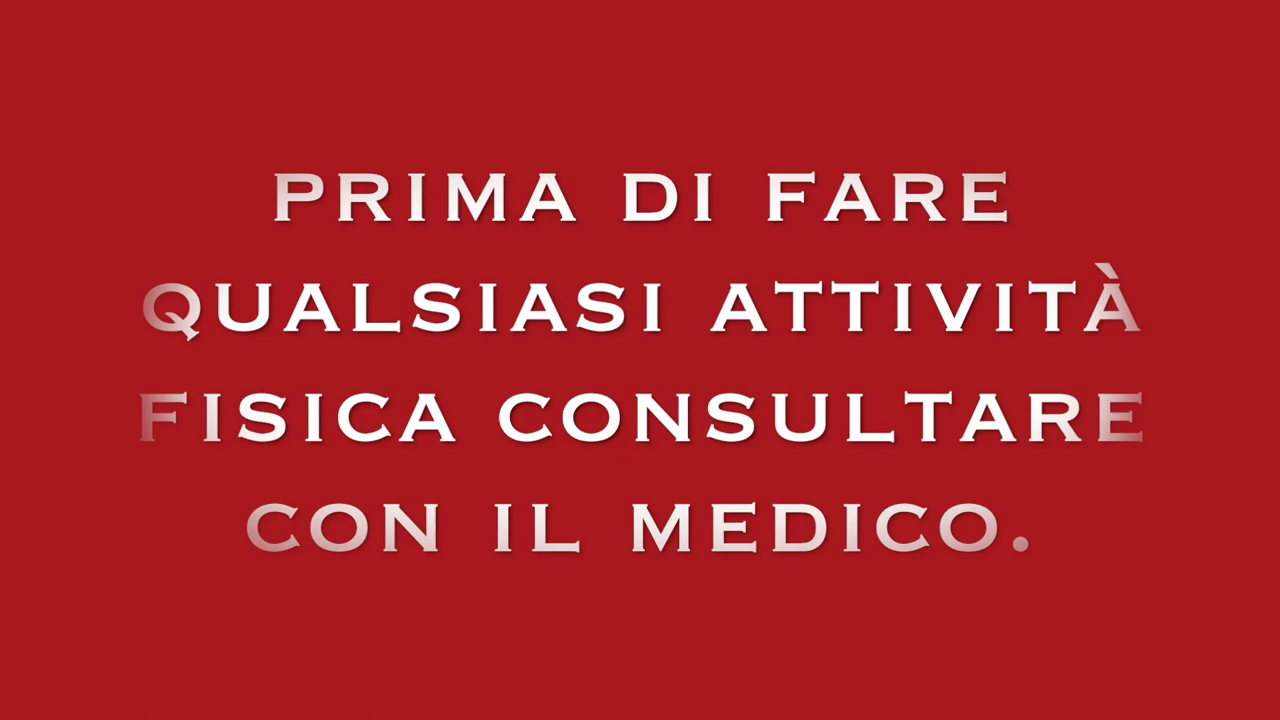 PRIMA DI FARE
QUALSIASI ATTIVITÀ
FISICA CONSULTARE
CON IL MEDICO.